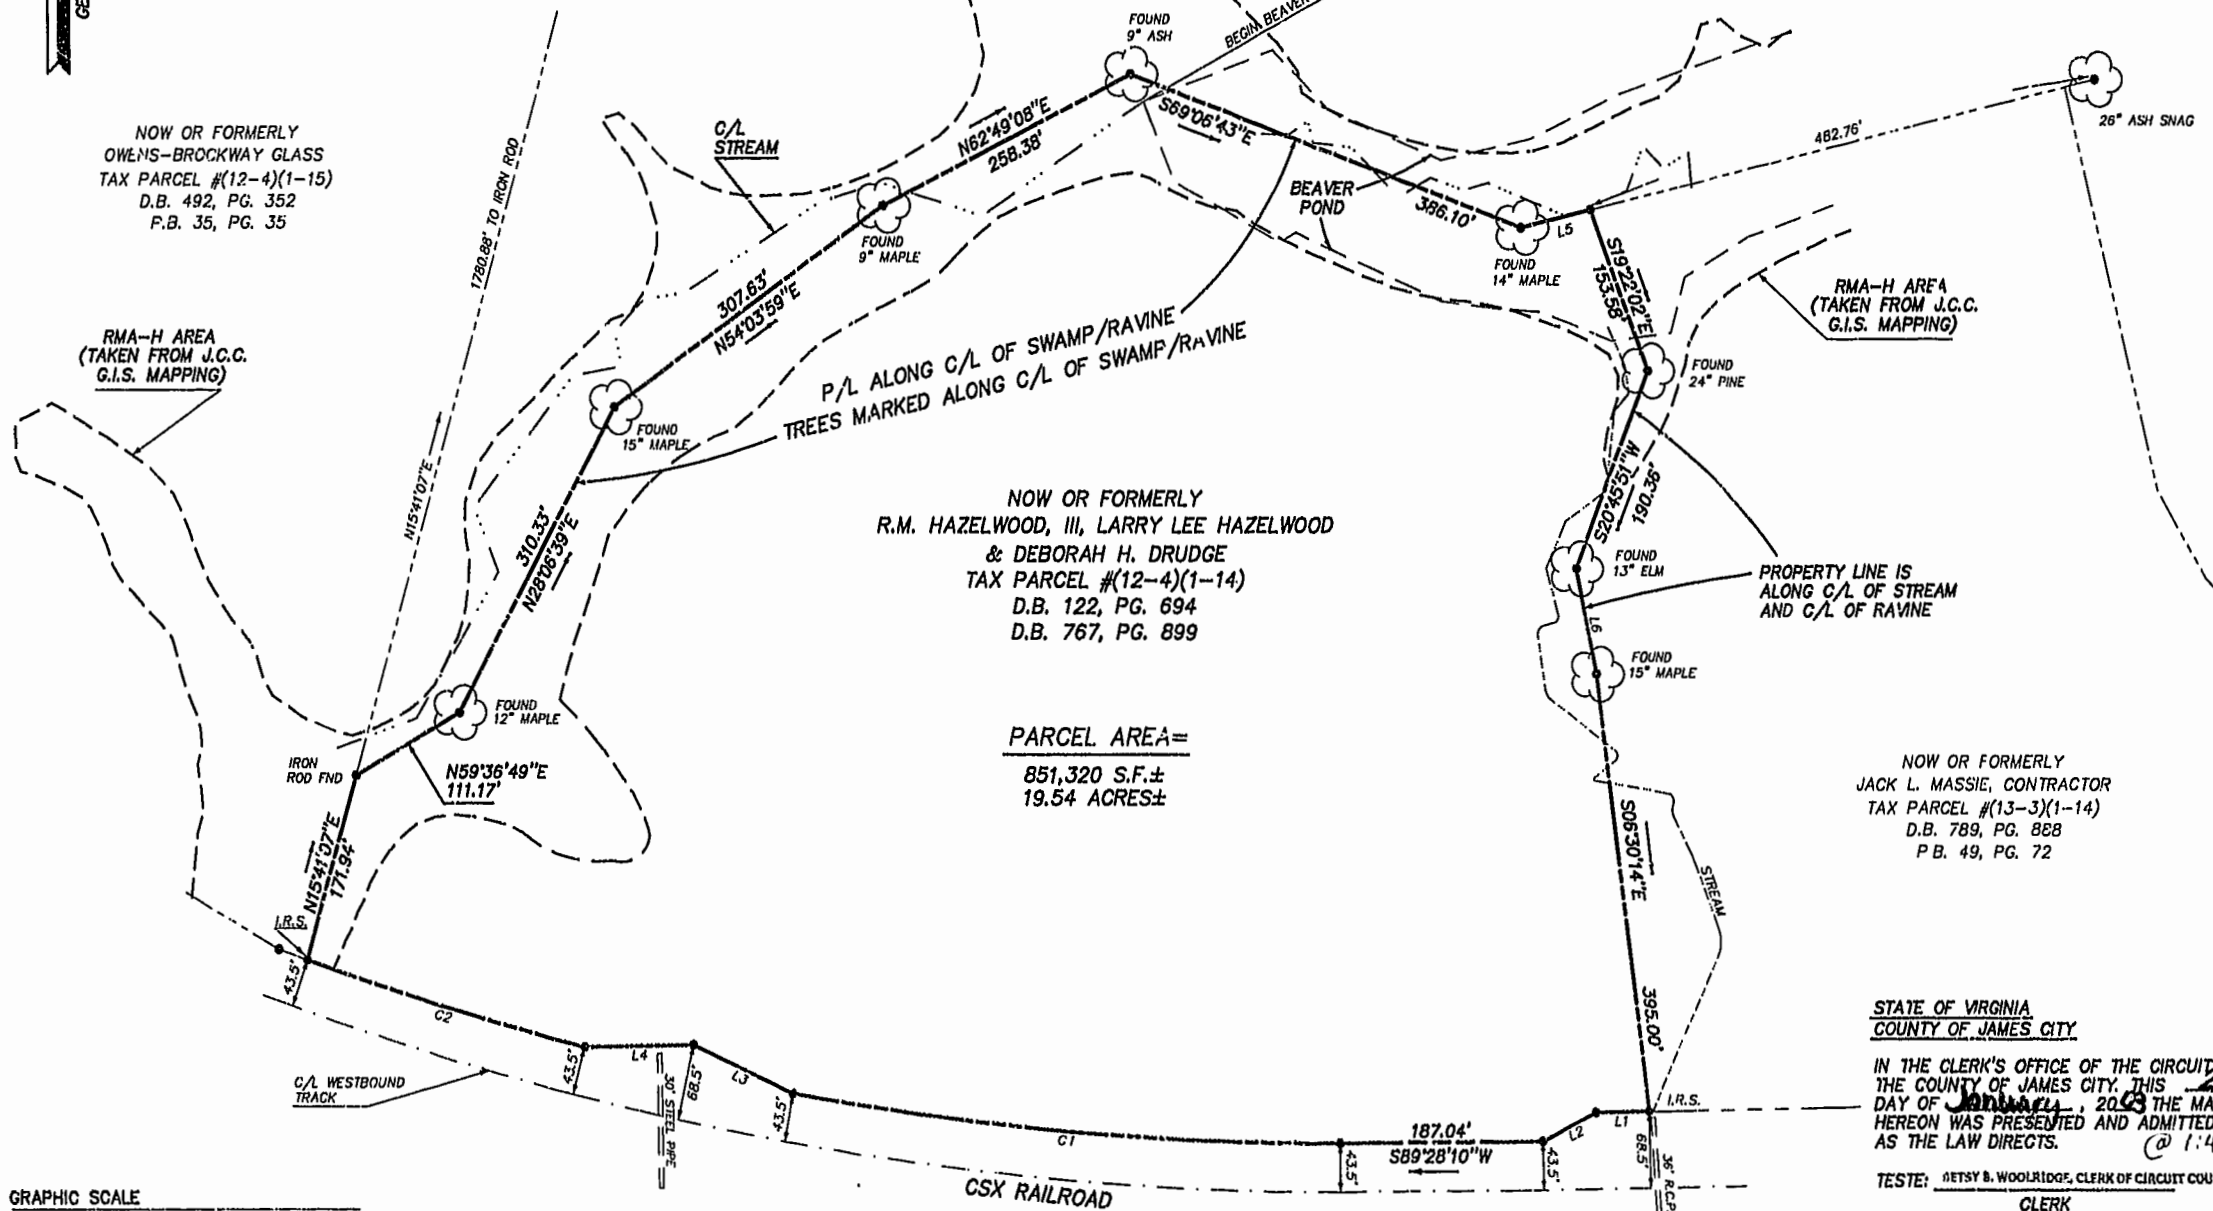 GE
FOUND
9" ASH
BEGIN BEAVER
26" ASH SNAG
NOW OR FORMERLY
OWENS-BROCKWAY GLASS
TAX PARCEL #(12-4)(1-15)
D.B. 492, PG. 352
P.B. 35, PG. 35
1780.88' TO IRON ROD
N15°41'07"E
C/L
STREAM
N62°49'08"E
258.38'
S69°06'43"E
386.10'
482.76'
BEAVER
POND
FOUND
9" MAPLE
FOUND
14" MAPLE
L5
S19°22'02"E
153.58'
RMA-H AREA
(TAKEN FROM J.C.C.
G.I.S. MAPPING)
RMA-H AREA
(TAKEN FROM J.C.C.
G.I.S. MAPPING)
307.63'
N54°03'59"E
P/L ALONG C/L OF SWAMP/RAVINE
TREES MARKED ALONG C/L OF SWAMP/RAVINE
FOUND
24" PINE
FOUND
15" MAPLE
S20°45'51"W
190.36'
310.33'
N28°06'39"E
NOW OR FORMERLY
R.M. HAZELWOOD, III, LARRY LEE HAZELWOOD
& DEBORAH H. DRUDGE
TAX PARCEL #(12-4)(1-14)
D.B. 122, PG. 694
D.B. 767, PG. 899
FOUND
13" ELM
PROPERTY LINE IS
ALONG C/L OF STREAM
AND C/L OF RAVINE
L6
FOUND
15" MAPLE
FOUND
12" MAPLE
PARCEL AREA=
851,320 S.F.±
19.54 ACRES±
IRON
ROD FND
N59°36'49"E
111.17'
NOW OR FORMERLY
JACK L. MASSIE, CONTRACTOR
TAX PARCEL #(13-3)(1-14)
D.B. 789, PG. 888
P B. 49, PG. 72
N15°41'07"E
171.94'
S06°30'14"E
395.00'
STREAM
I.R.S.
43.5'
C2
43.5'
L4
68.5'
L3
43.5'
30" STEEL PIPE
C/L WESTBOUND
TRACK
C1
187.04'
S89°28'10"W
43.5'
43.5'
L2
L1
I.R.S.
68.5'
36" R.C.P.
CSX RAILROAD
STATE OF VIRGINIA
COUNTY OF JAMES CITY
IN THE CLERK'S OFFICE OF THE CIRCUIT
THE COUNTY OF JAMES CITY, THIS
DAY OF January, 2003 THE MA
HEREON WAS PRESENTED AND ADMITTED
AS THE LAW DIRECTS. @ 1:4
TESTE: BETSY B. WOOLRIDGE, CLERK OF CIRCUIT COU
CLERK
GRAPHIC SCALE